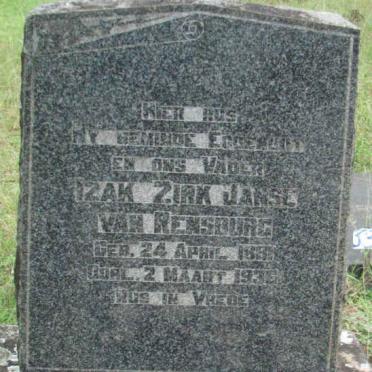 Hier rus
My geliefde Eggenoot
en ons Vader
Izak Zirk Janse
van Rensburg
Geb. 24 April
Oorl. 2 Maart
Rus in Vrede